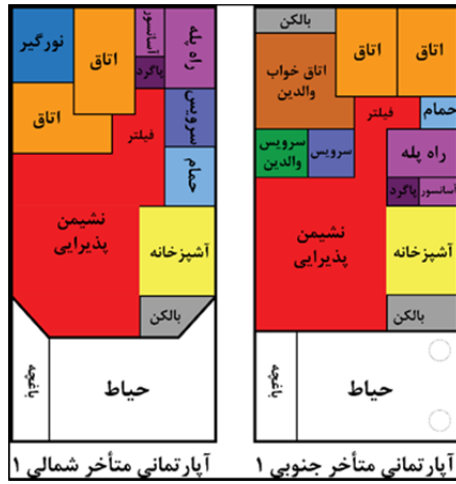 نورگیر
اتاق
آسانسور
راه پله
پاگرد
اتاق
فیلتر
سرویس
حمام
نشیمن
پذیرایی
آشپزخانه
بالکن
باغچه
حیاط
آپارتمانی متأخر شمالی ۱
بالکن
اتاق
اتاق
اتاق خواب
والدین
فیلتر
حمام
سرویس
والدین
سرویس
راه پله
پاگرد
آسانسور
نشیمن
پذیرایی
آشپزخانه
بالکن
باغچه
حیاط
آپارتمانی متأخر جنوبی ۱